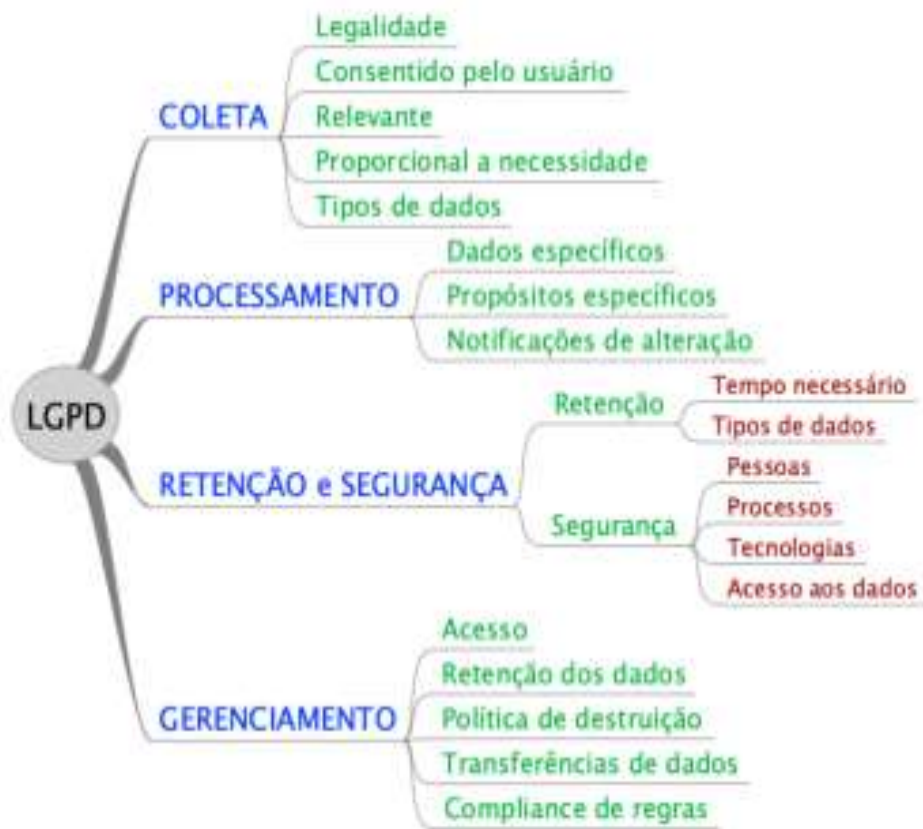 LGPD
COLETA
Legalidade
Consentido pelo usuário
Relevante
Proporcional a necessidade
Tipos de dados
PROCESSAMENTO
Dados específicos
Propósitos específicos
Notificações de alteração
RETENÇÃO e SEGURANÇA
Retenção
Tempo necessário
Tipos de dados
Segurança
Pessoas
Processos
Tecnologias
Acesso aos dados
GERENCIAMENTO
Acesso
Retenção dos dados
Política de destruição
Transferências de dados
Compliance de regras